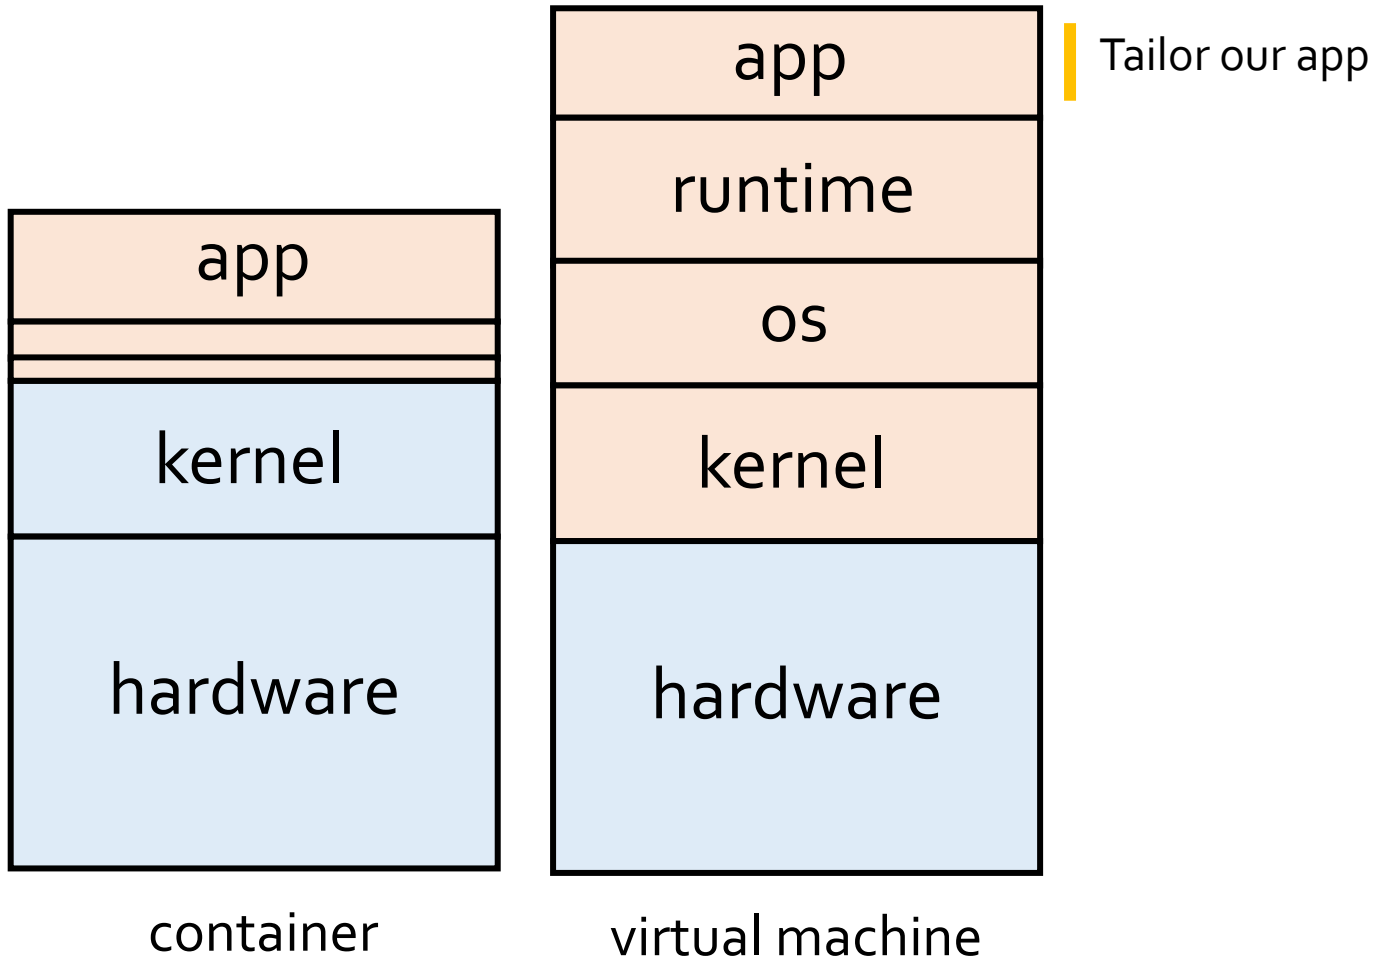 app
kernel
hardware
container
app
runtime
os
kernel
hardware
virtual machine
Tailor our app